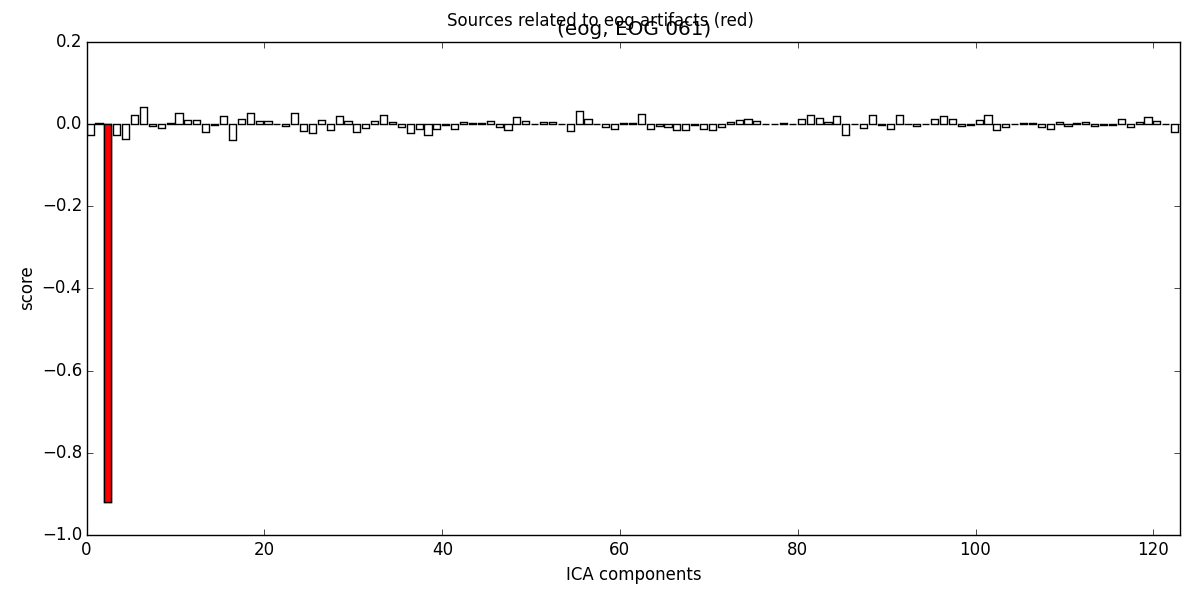 Sources related to eog artifacts (red)
(eog, EOG 061)
0.2
0.0
−0.2
−0.4
−0.6
−0.8
−1.0
score
0 20 40 60 80 100 120
ICA components